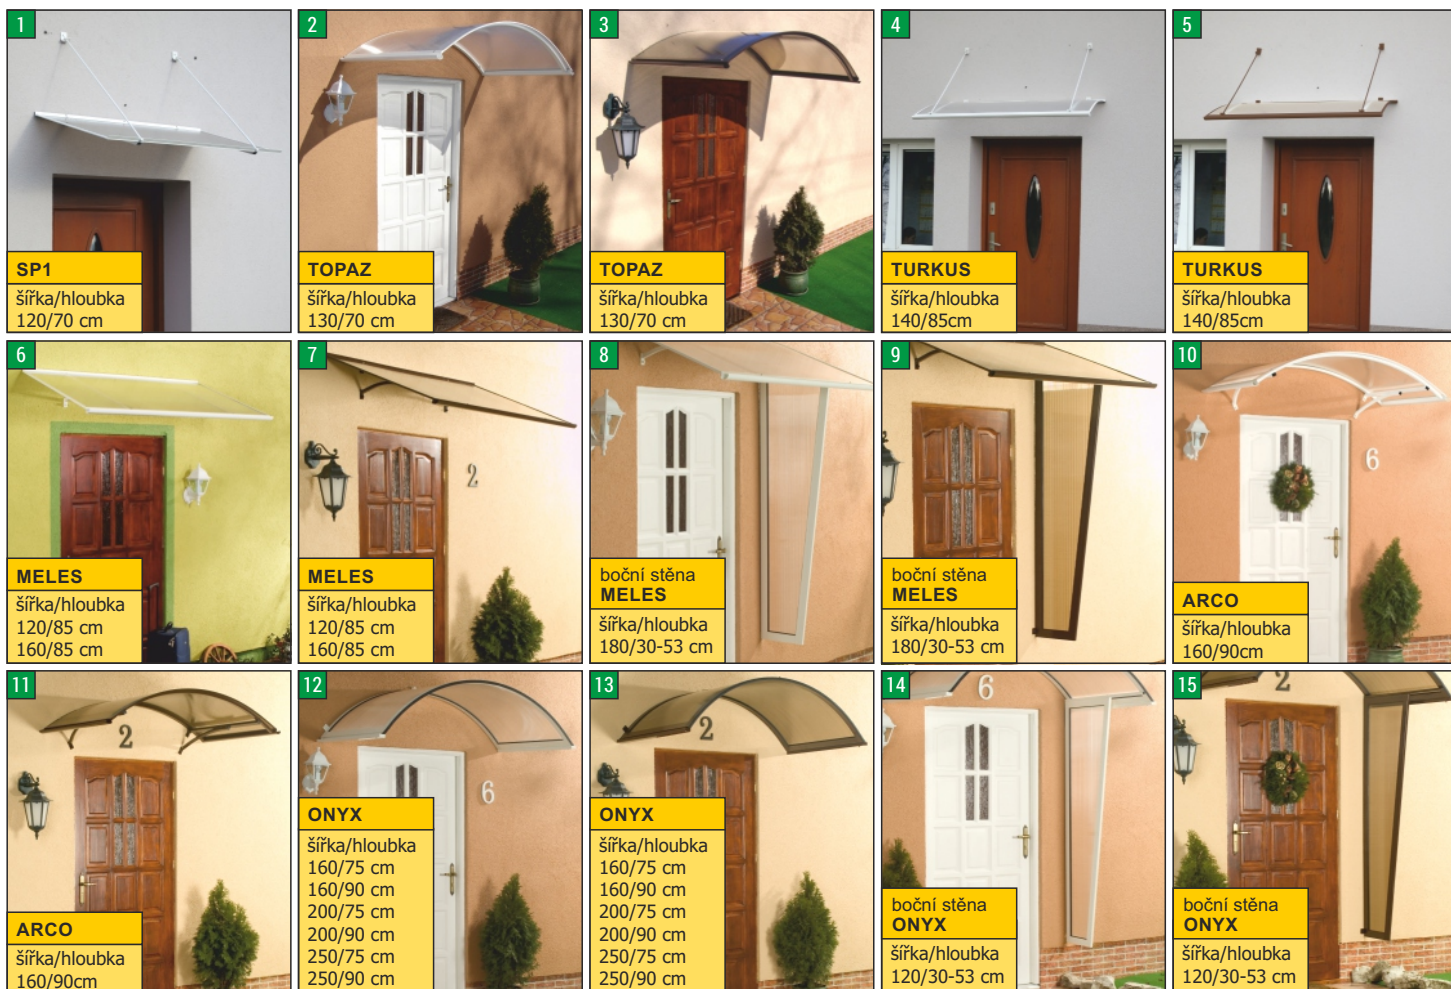 1
SP1
šířka/hloubka
120/70 cm
2
TOPAZ
šířka/hloubka
130/70 cm
3
TOPAZ
šířka/hloubka
130/70 cm
4
TURKUS
šířka/hloubka
140/85cm
5
TURKUS
šířka/hloubka
140/85cm
6
MELES
šířka/hloubka
120/85 cm
160/85 cm
7
2
MELES
šířka/hloubka
120/85 cm
160/85 cm
8
boční stěna
MELES
šířka/hloubka
180/30-53 cm
9
boční stěna
MELES
šířka/hloubka
180/30-53 cm
10
6
ARCO
šířka/hloubka
160/90cm
11
2
ARCO
šířka/hloubka
160/90cm
12
6
ONYX
šířka/hloubka
160/75 cm
160/90 cm
200/75 cm
200/90 cm
250/75 cm
250/90 cm
13
2
ONYX
šířka/hloubka
160/75 cm
160/90 cm
200/75 cm
200/90 cm
250/75 cm
250/90 cm
14
6
boční stěna
ONYX
šířka/hloubka
120/30-53 cm
15
2
boční stěna
ONYX
šířka/hloubka
120/30-53 cm